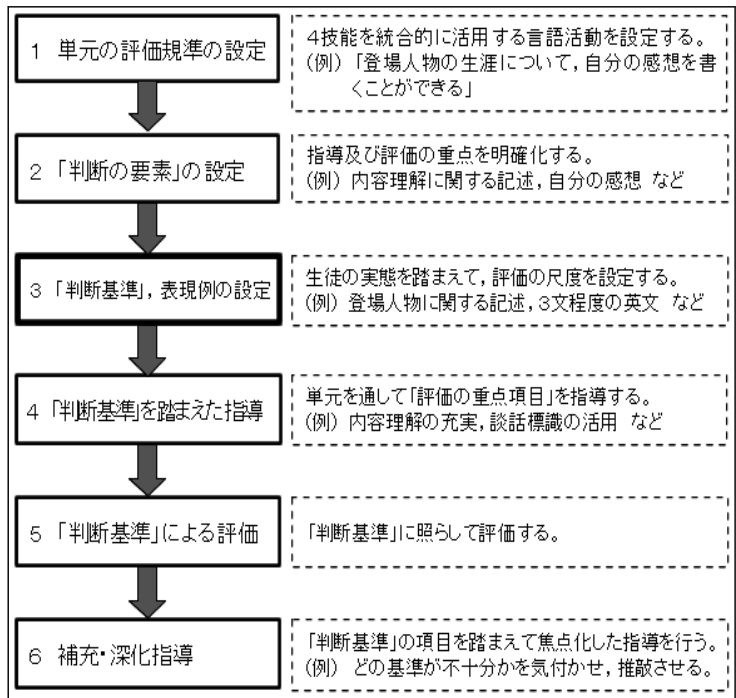 1 単元の評価規準の設定
4技能を統合的に活用する言語活動を設定する。
(例)「登場人物の生涯について,自分の感想を書
くことができる」
2 「判断の要素」の設定
指導及び評価の重点を明確化する。
(例) 内容理解に関する記述,自分の感想 など
3 「判断基準」,表現例の設定
生徒の実態を踏まえて,評価の尺度を設定する。
(例) 登場人物に関する記述,3文程度の英文 など
4 「判断基準」を踏まえた指導
単元を通して「評価の重点項目」を指導する。
(例) 内容理解の充実,談話標識の活用 など
5 「判断基準」による評価
「判断基準」に照らして評価する。
6 補充・深化指導
「判断基準」の項目を踏まえて焦点化した指導を行う。
(例) どの基準が不十分かを気付かせ,推敲させる。